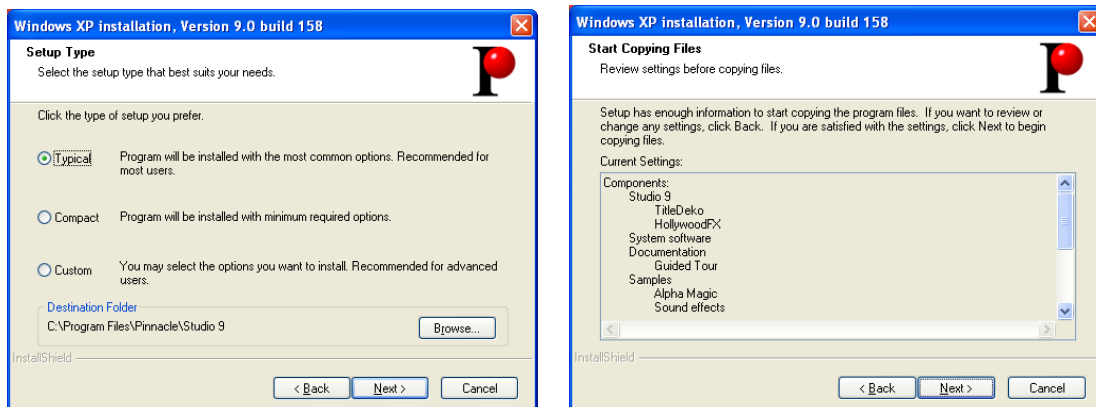 Windows XP installation, Version 9.0 build 158
Setup Type
Select the setup type that best suits your needs.
Click the type of setup you prefer.
Typical
Program will be installed with the most common options. Recommended for
most users.
Compact
Program will be installed with minimum required options.
Custom
You may select the options you want to install. Recommended for advanced
users.
Destination Folder
C:\Program Files\Pinnacle\Studio 9
Browse...
InstallShield
< Back
Next >
Cancel
Windows XP installation, Version 9.0 build 158
Start Copying Files
Review settings before copying files.
Setup has enough information to start copying the program files. If you want to review or
change any settings, click Back. If you are satisfied with the settings, click Next to begin
copying files.
Current Settings:
Components:
Studio 9
TitleDeko
HollywoodFX
System software
Documentation
Guided Tour
Samples
Alpha Magic
Sound effects
InstallShield
< Back
Next >
Cancel